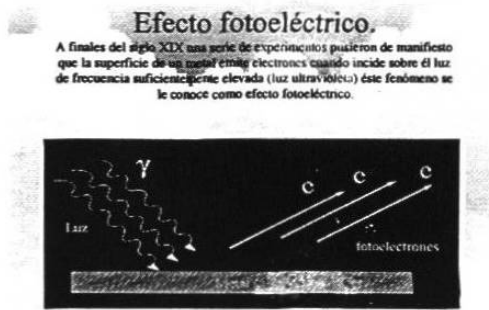 Efecto fotoeléctrico.
A finales del siglo XIX una serie de experimentos pusieron de manifiesto
que la superficie de un metal emite electrones cuando incide sobre él luz
de frecuencia suficientemente elevada (luz ultravioleta) éste fenómeno se
le conoce como efecto fotoeléctrico.
γ
e e e
Luz
fotoelectrones